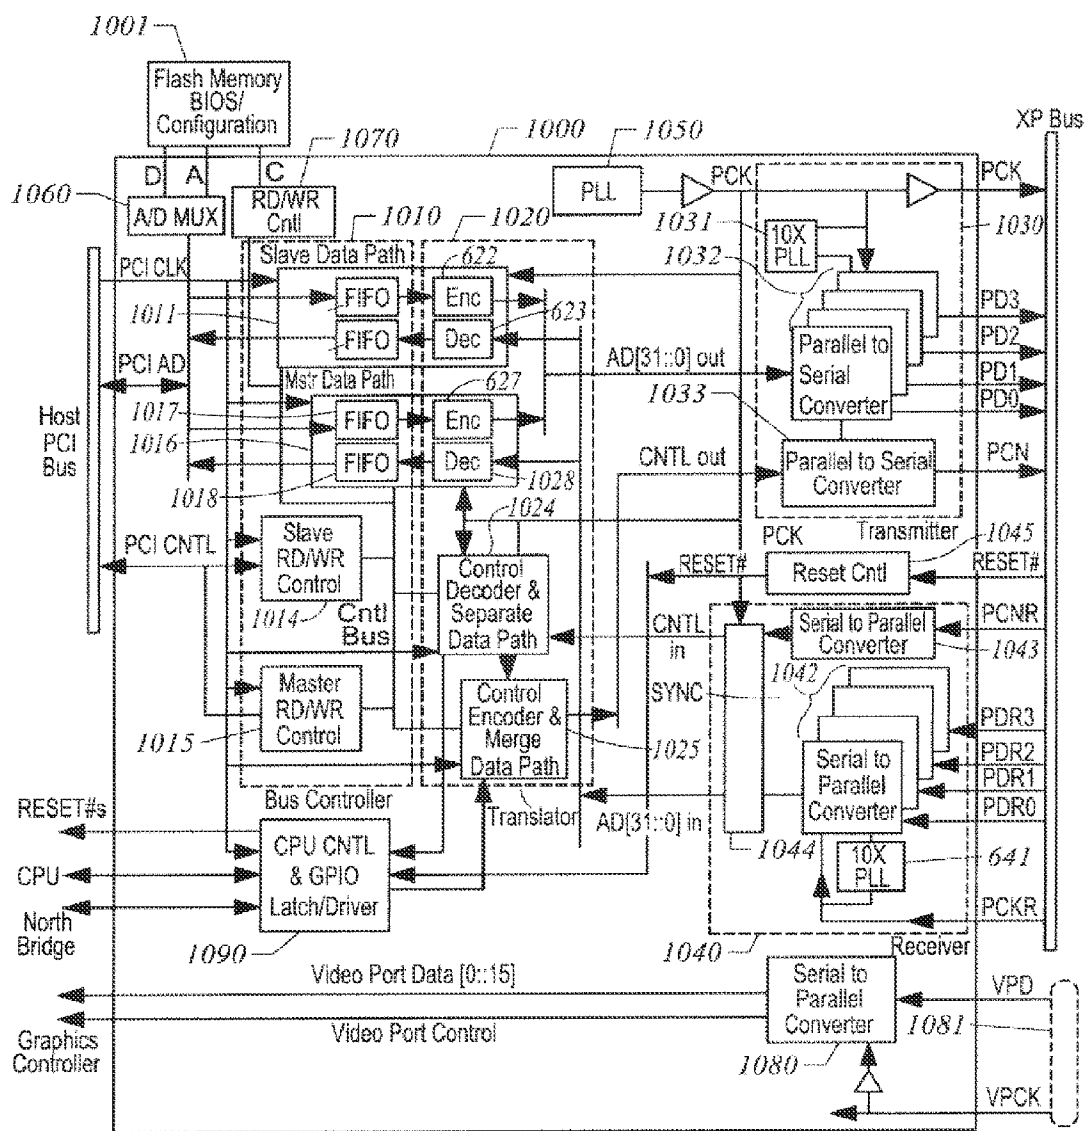 1001
Flash Memory
BIOS/
Configuration
1070
1000
1050
XP Bus
D
A
C
PLL
PCK
PCK
1060
A/D MUX
RD/WR
Cntl
1010
1020
1031
10X
PLL
1030
1032
Slave Data Path
622
PCI CLK
FIFO
Enc
1011
FIFO
Dec
623
PD3
PD2
PD1
PD0
PCI AD
AD[31::0] out
Parallel to
Serial
Converter
Mstr Data Path
627
1033
Host
PCI
Bus
1017
FIFO
Enc
1016
FIFO
Dec
CNTL out
Parallel to Serial
Converter
PCN
1018
1028
1024
PCK
Transmitter
PCI CNTL
Slave
RD/WR
Control
1014
Cntl
Bus
Control
Decoder &
Separate
Data Path
RESET#
Reset Cntl
1045
RESET#
CNTL
in
Serial to Parallel
Converter
PCNR
1043
SYNC
1042
Master
RD/WR
Control
1015
Control
Encoder &
Merge
Data Path
1025
PDR3
PDR2
PDR1
PDR0
Serial to
Parallel
Converter
Bus Controller
Translator
AD[31::0] in
1044
10X
PLL
641
RESET#s
CPU
North
Bridge
CPU CNTL
& GPIO
Latch/Driver
1090
PCKR
1040
Receiver
Video Port Data [0::15]
Serial to
Parallel
Converter
VPD
1081
Graphics
Controller
Video Port Control
1080
VPCK